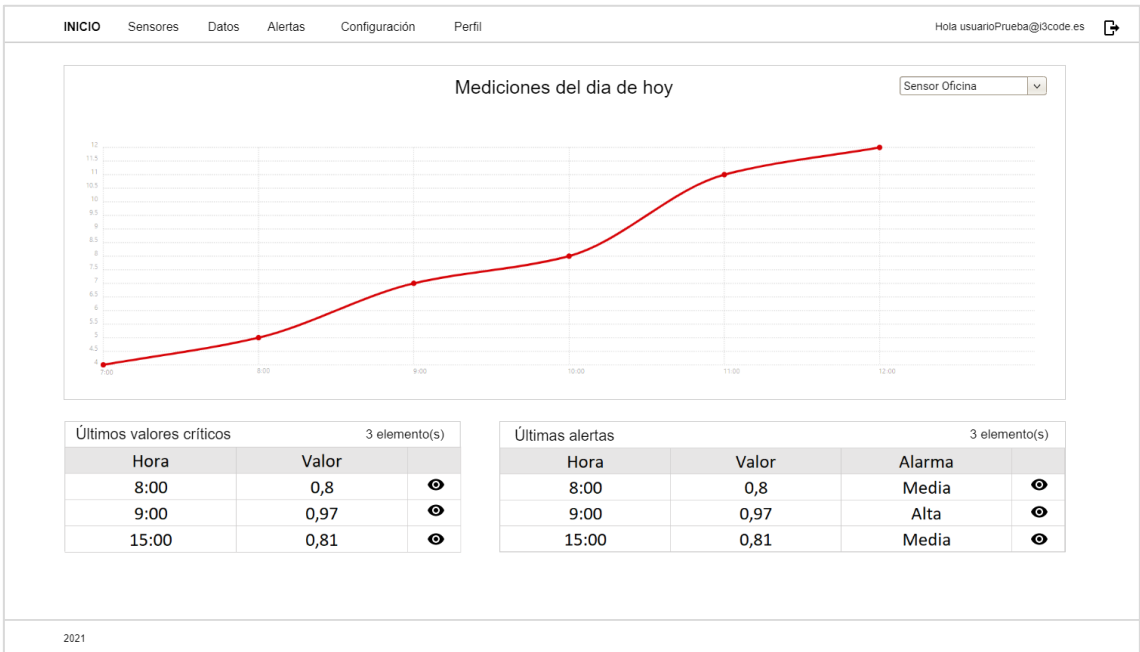 INICIO Sensores Datos Alertas Configuración Perfil Hola usuarioPrueba@i3code.es
Mediciones del dia de hoy
Sensor Oficina
12
11.5
11
10.5
10
9.5
9
8.5
8
7.5
7
6.5
6
5.5
5
4.5
4
7:00 8:00 9:00 10:00 11:00 12:00
Últimos valores críticos 3 elemento(s)
Hora Valor
8:00 0,8
9:00 0,97
15:00 0,81
Últimas alertas 3 elemento(s)
Hora Valor Alarma
8:00 0,8 Media
9:00 0,97 Alta
15:00 0,81 Media
2021